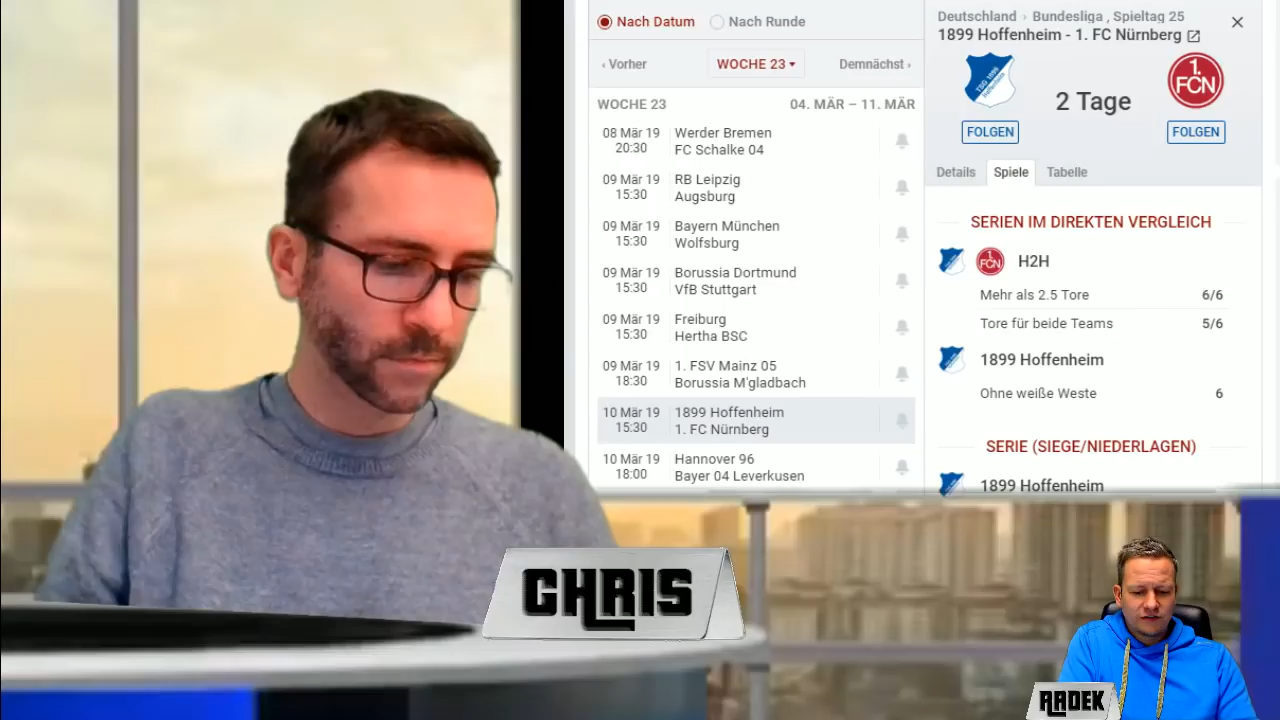 Nach Datum
Nach Runde
‹ Vorher
WOCHE 23
Demnächst ›
WOCHE 23
04. MÄR – 11. MÄR
08 Mär 19
20:30
Werder Bremen
FC Schalke 04
09 Mär 19
15:30
RB Leipzig
Augsburg
09 Mär 19
15:30
Bayern München
Wolfsburg
09 Mär 19
15:30
Borussia Dortmund
VfB Stuttgart
09 Mär 19
15:30
Freiburg
Hertha BSC
09 Mär 19
18:30
1. FSV Mainz 05
Borussia M'gladbach
10 Mär 19
15:30
1899 Hoffenheim
1. FC Nürnberg
10 Mär 19
18:00
Hannover 96
Bayer 04 Leverkusen
Deutschland › Bundesliga , Spieltag 25
1899 Hoffenheim - 1. FC Nürnberg
TSG 1899
Hoffenheim
1.
FCN
2 Tage
FOLGEN
FOLGEN
Details
Spiele
Tabelle
SERIEN IM DIREKTEN VERGLEICH
1.
FCN
H2H
Mehr als 2.5 Tore 6/6
Tore für beide Teams 5/6
1899 Hoffenheim
Ohne weiße Weste 6
SERIE (SIEGE/NIEDERLAGEN)
1899 Hoffenheim
CHRIS
RADEK